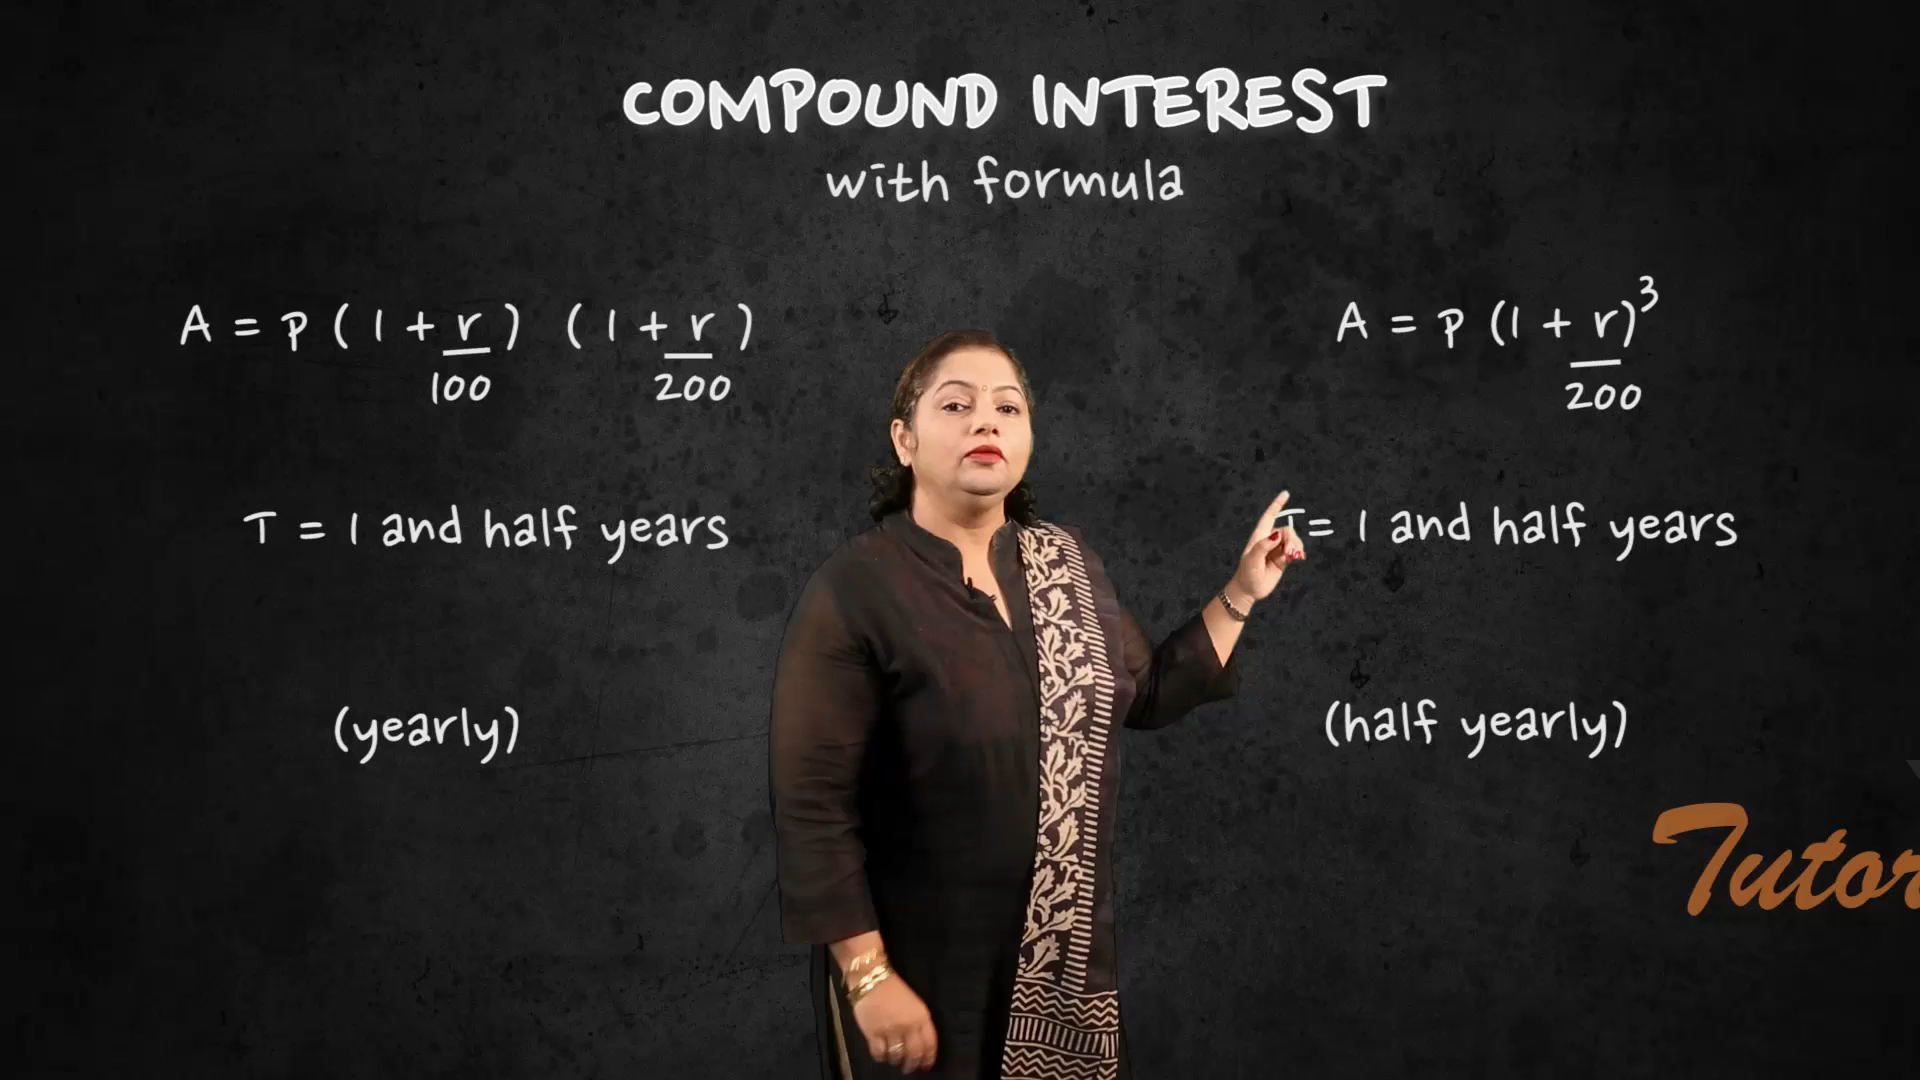 COMPOUND INTEREST
with formula
A = P ( 1 + r/100 ) ( 1 + r/200 )
T = 1 and half years
(yearly)
A = P (1 + r/200)³
T = 1 and half years
(half yearly)
Tutor